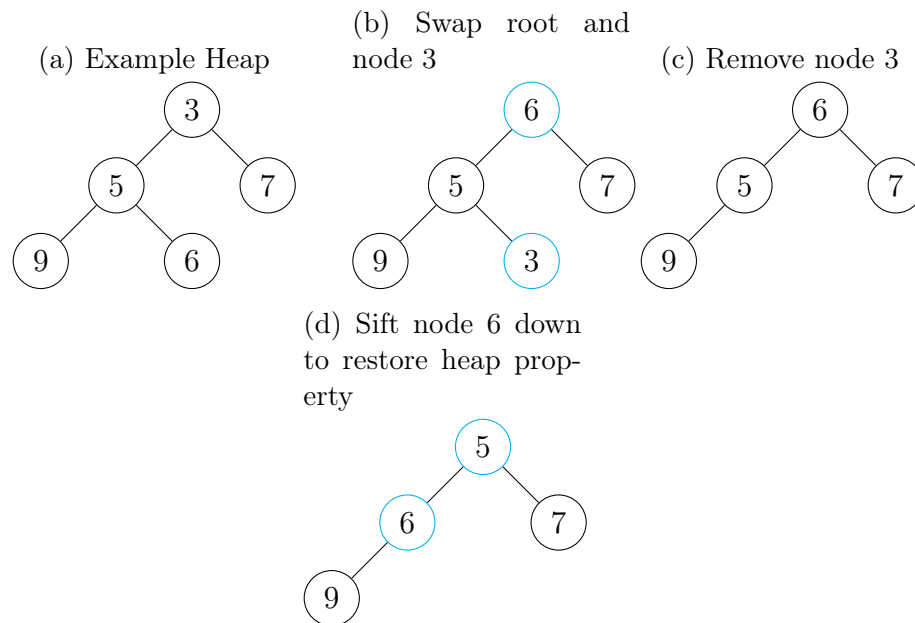 (a) Example Heap
3
5
7
9
6
(b) Swap root and
node 3
6
5
7
9
3
(c) Remove node 3
6
5
7
9
(d) Sift node 6 down
to restore heap prop-
erty
5
6
7
9